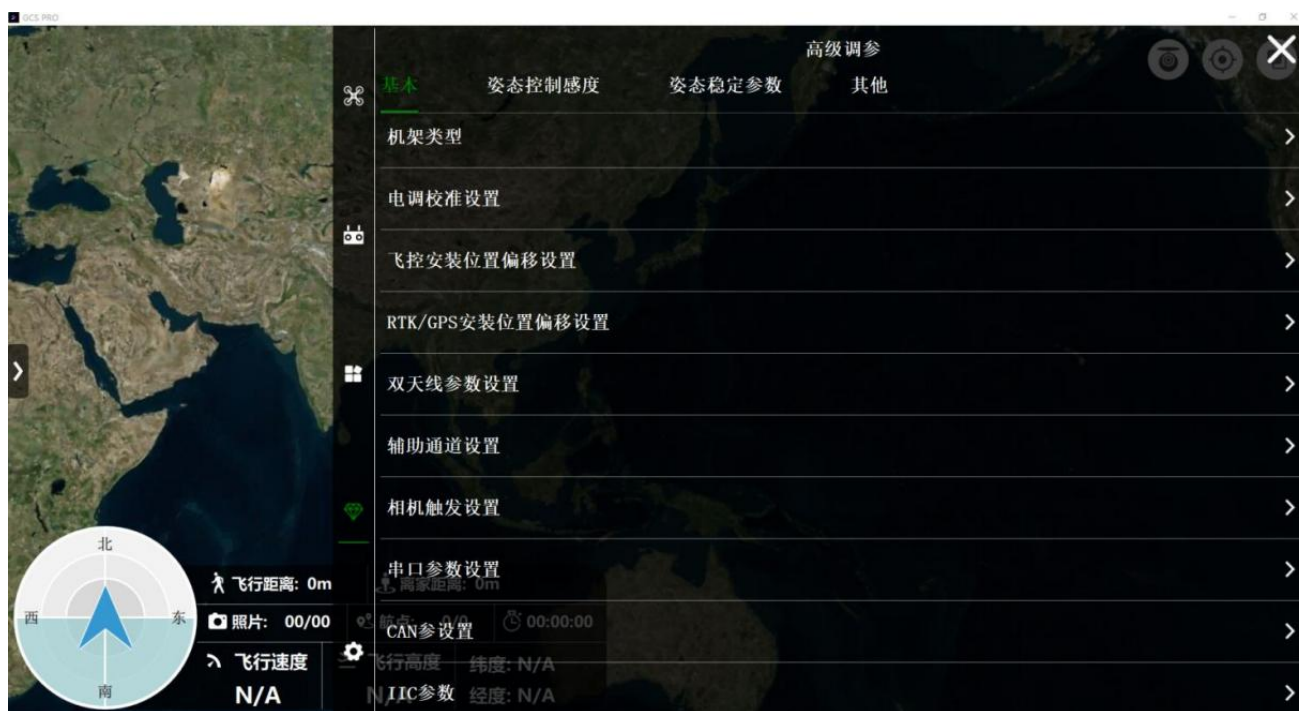 GCS PRO
高级调参
基本 姿态控制感度 姿态稳定参数 其他
机架类型
电调校准设置
飞控安装位置偏移设置
RTK/GPS安装位置偏移设置
双天线参数设置
辅助通道设置
相机触发设置
串口参数设置
CAN参设置
IIC参数
北
西
东
南
飞行距离: 0m
离家距离: 0m
照片: 00/00
航点: 0/0
00:00:00
飞行速度
N/A
飞行高度
N/A
纬度: N/A
经度: N/A